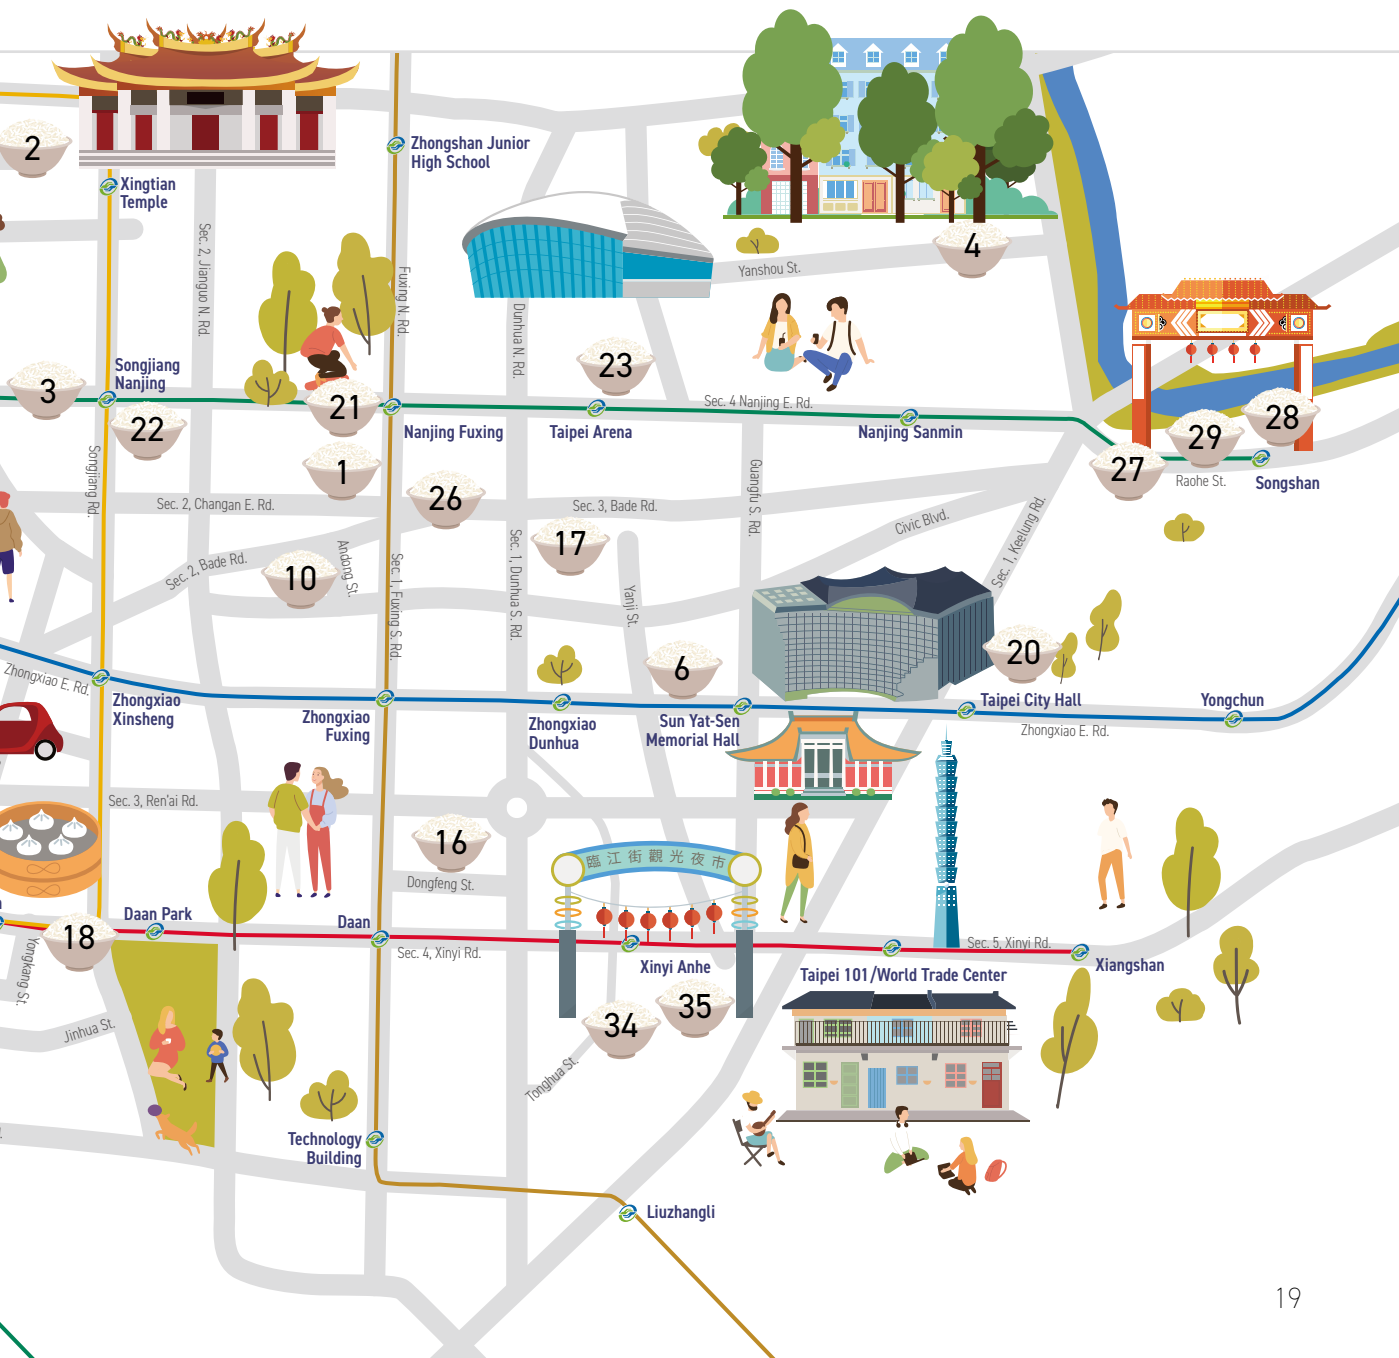 2
Xingtian
Temple
Zhongshan Junior
High School
Sec. 2, Jianguo N. Rd.
Fuxing N. Rd.
Dunhua N. Rd.
Yanshou St.
4
3
Songjiang
Nanjing
22
21
Nanjing Fuxing
23
Taipei Arena
Sec. 4 Nanjing E. Rd.
Nanjing Sanmin
27
29
28
Raohe St.
Songshan
1
26
Songjiang Rd.
Sec. 2, Changan E. Rd.
Sec. 3, Bade Rd.
Guangfu S. Rd.
Civic Blvd.
Sec. 1, Keelung Rd.
Sec. 2, Bade Rd.
10
Andong St.
Sec. 1, Fuxing S. Rd.
Sec. 1, Dunhua S. Rd.
17
Yanji St.
6
20
Zhongxiao E. Rd.
Zhongxiao
Xinsheng
Zhongxiao
Fuxing
Zhongxiao
Dunhua
Sun Yat-Sen
Memorial Hall
Taipei City Hall
Yongchun
Zhongxiao E. Rd.
Sec. 3, Ren'ai Rd.
16
Dongfeng St.
臨江街觀光夜市
18
Daan Park
Daan
Sec. 4, Xinyi Rd.
Xinyi Anhe
Sec. 5, Xinyi Rd.
Taipei 101/World Trade Center
Xiangshan
Yongkang St.
Jinhua St.
34
35
Tonghua St.
Technology
Building
Liuzhangli
19